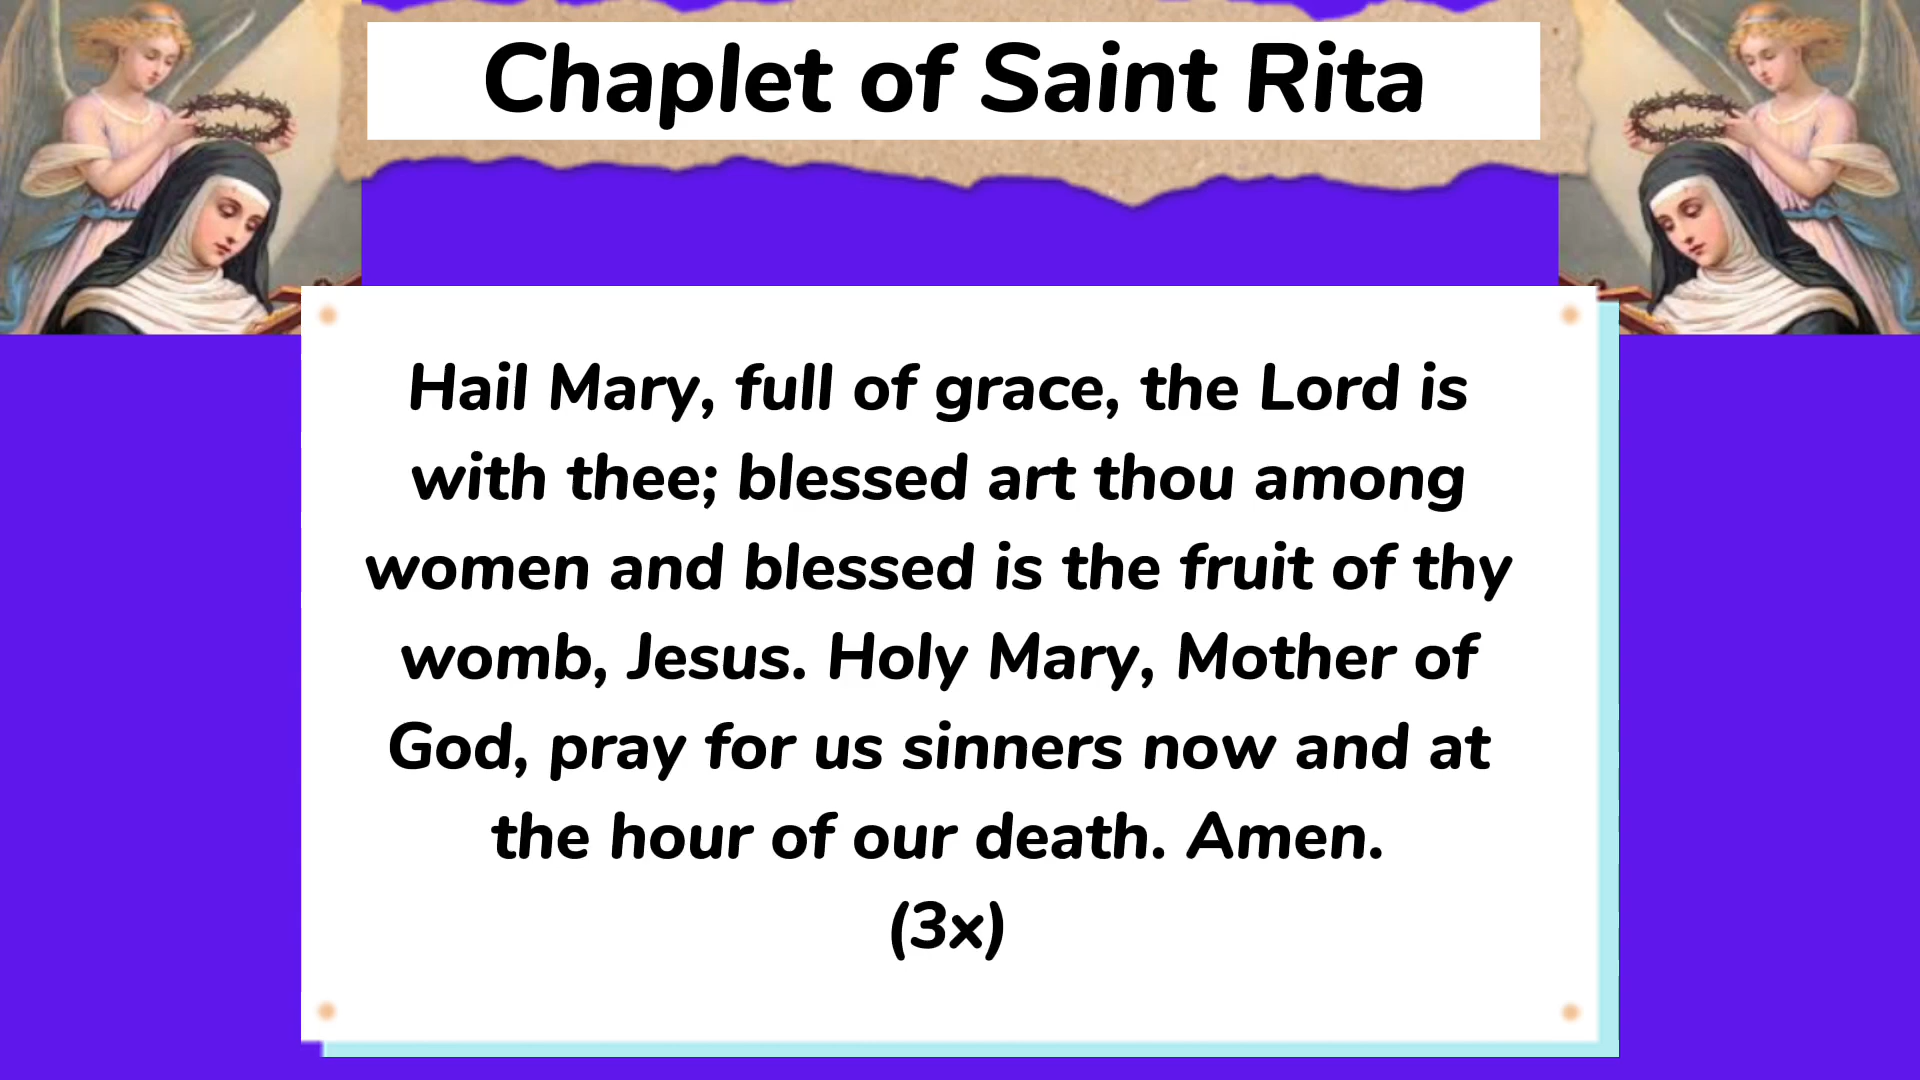 Chaplet of Saint Rita
Hail Mary, full of grace, the Lord is
with thee; blessed art thou among
women and blessed is the fruit of thy
womb, Jesus. Holy Mary, Mother of
God, pray for us sinners now and at
the hour of our death. Amen.
(3x)